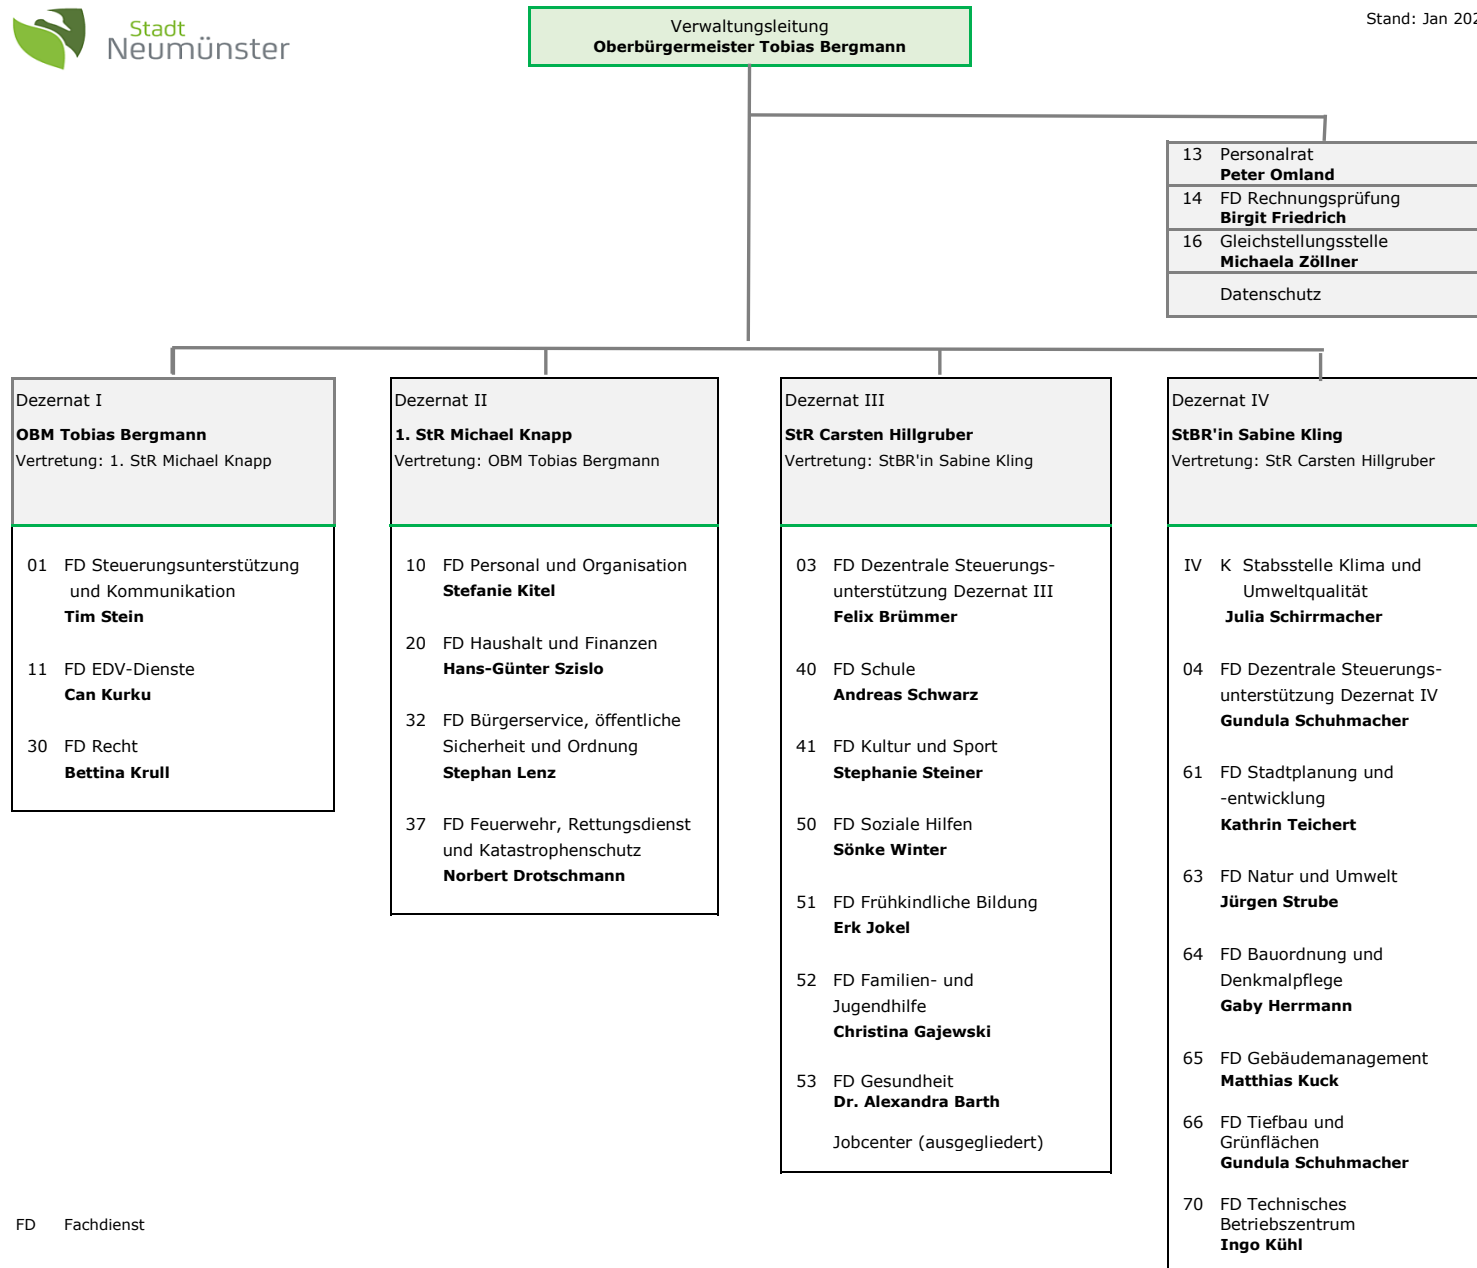 Stadt
Neumünster
Verwaltungsleitung
Oberbürgermeister Tobias Bergmann
Stand: Jan 202
13 Personalrat
Peter Omland
14 FD Rechnungsprüfung
Birgit Friedrich
16 Gleichstellungsstelle
Michaela Zöllner
Datenschutz
Dezernat I
OBM Tobias Bergmann
Vertretung: 1. StR Michael Knapp
01 FD Steuerungsunterstützung
und Kommunikation
Tim Stein
11 FD EDV-Dienste
Can Kurku
30 FD Recht
Bettina Krull
Dezernat II
1. StR Michael Knapp
Vertretung: OBM Tobias Bergmann
10 FD Personal und Organisation
Stefanie Kitel
20 FD Haushalt und Finanzen
Hans-Günter Szislo
32 FD Bürgerservice, öffentliche
Sicherheit und Ordnung
Stephan Lenz
37 FD Feuerwehr, Rettungsdienst
und Katastrophenschutz
Norbert Drotschmann
Dezernat III
StR Carsten Hillgruber
Vertretung: StBR'in Sabine Kling
03 FD Dezentrale Steuerungs-
unterstützung Dezernat III
Felix Brümmer
40 FD Schule
Andreas Schwarz
41 FD Kultur und Sport
Stephanie Steiner
50 FD Soziale Hilfen
Sönke Winter
51 FD Frühkindliche Bildung
Erk Jokel
52 FD Familien- und
Jugendhilfe
Christina Gajewski
53 FD Gesundheit
Dr. Alexandra Barth
Jobcenter (ausgegliedert)
Dezernat IV
StBR'in Sabine Kling
Vertretung: StR Carsten Hillgruber
IV K Stabsstelle Klima und
Umweltqualität
Julia Schirrmacher
04 FD Dezentrale Steuerungs-
unterstützung Dezernat IV
Gundula Schuhmacher
61 FD Stadtplanung und
-entwicklung
Kathrin Teichert
63 FD Natur und Umwelt
Jürgen Strube
64 FD Bauordnung und
Denkmalpflege
Gaby Herrmann
65 FD Gebäudemanagement
Matthias Kuck
66 FD Tiefbau und
Grünflächen
Gundula Schuhmacher
70 FD Technisches
Betriebszentrum
Ingo Kühl
FD Fachdienst